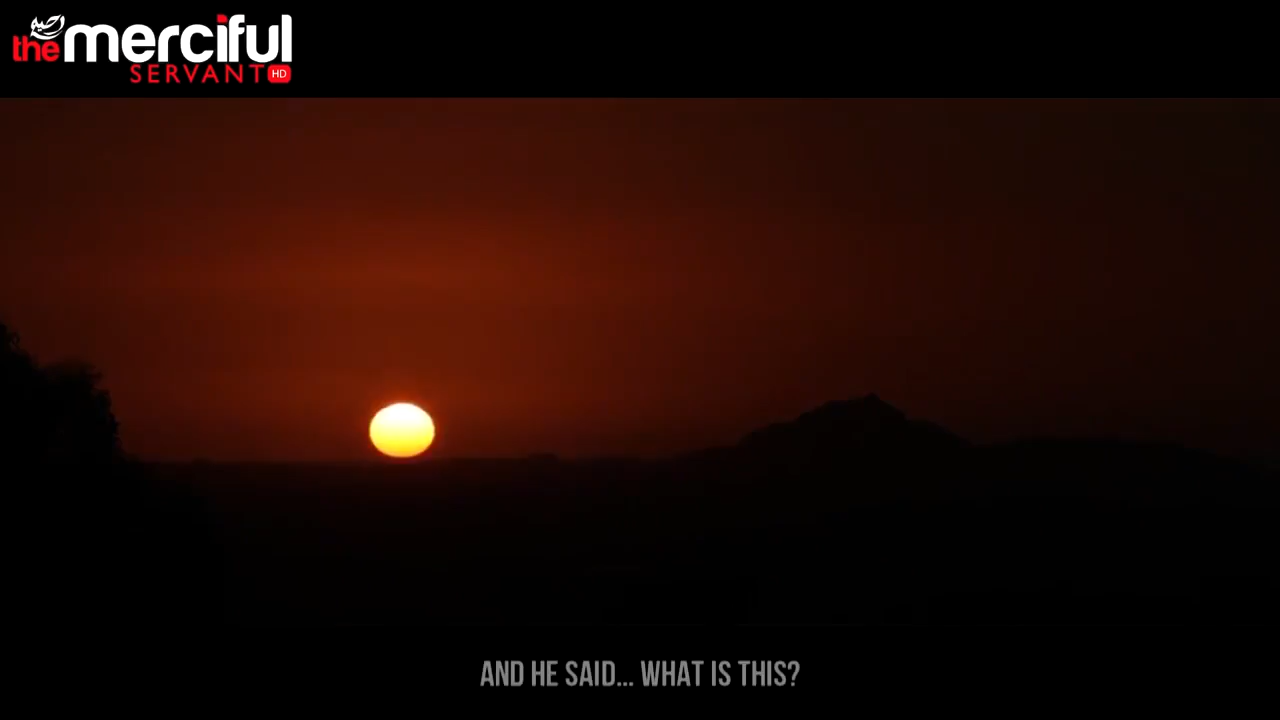 the merciful
SERVANT HD
AND HE SAID... WHAT IS THIS?